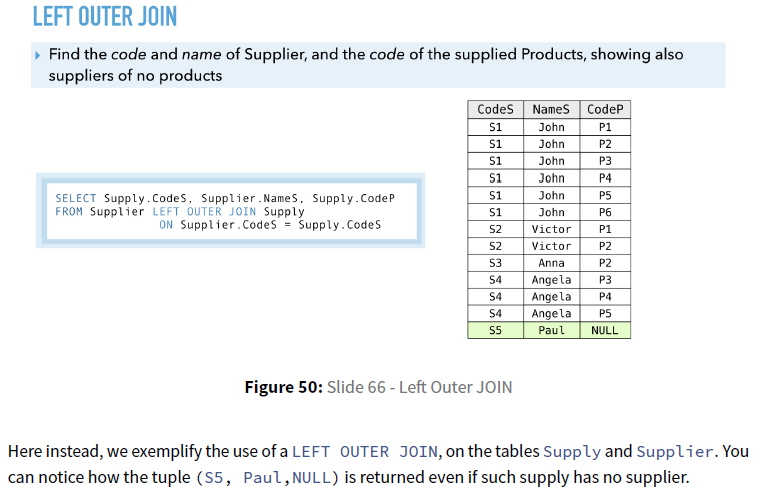 LEFT OUTER JOIN
Find the code and name of Supplier, and the code of the supplied Products, showing also
suppliers of no products
CodeS NameS CodeP
S1 John P1
S1 John P2
S1 John P3
S1 John P4
S1 John P5
S1 John P6
S2 Victor P1
S2 Victor P2
S3 Anna P2
S4 Angela P3
S4 Angela P4
S4 Angela P5
S5 Paul NULL
SELECT Supply.CodeS, Supplier.NameS, Supply.CodeP
FROM Supplier LEFT OUTER JOIN Supply
ON Supplier.CodeS = Supply.CodeS
Figure 50: Slide 66 - Left Outer JOIN
Here instead, we exemplify the use of a LEFT OUTER JOIN, on the tables Supply and Supplier. You
can notice how the tuple (S5, Paul,NULL) is returned even if such supply has no supplier.